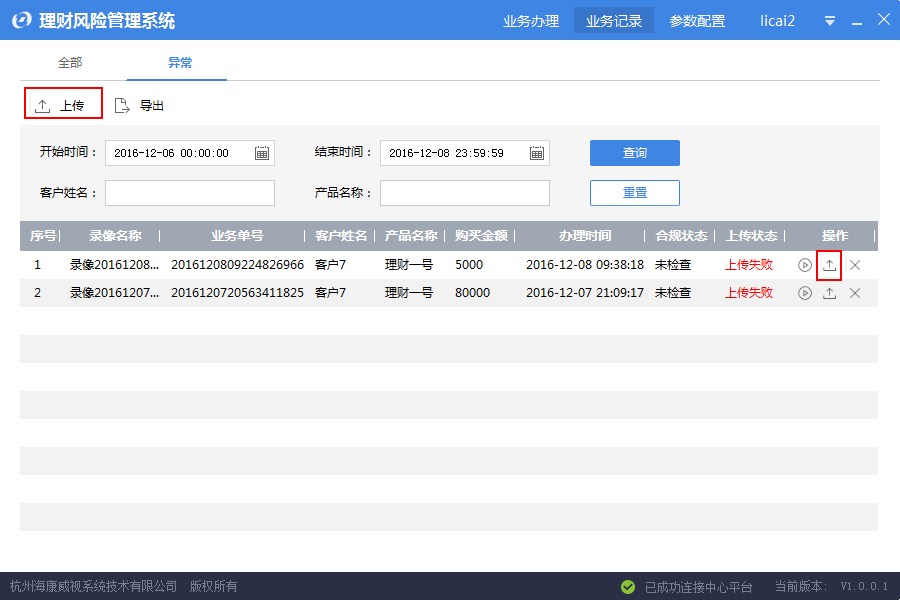 理财风险管理系统 业务办理 业务记录 参数配置 licai2
全部 异常
上传 导出
开始时间： 2016-12-06 00:00:00 结束时间： 2016-12-08 23:59:59 查询
客户姓名： 产品名称： 重置
序号 录像名称 业务单号 客户姓名 产品名称 购买金额 办理时间 合规状态 上传状态 操作
1 录像20161208... 2016120809224826966 客户7 理财一号 5000 2016-12-08 09:38:18 未检查 上传失败
2 录像20161207... 2016120720563411825 客户7 理财一号 80000 2016-12-07 21:09:17 未检查 上传失败
杭州海康威视系统技术有限公司 版权所有 已成功连接中心平台 当前版本: V1.0.0.1